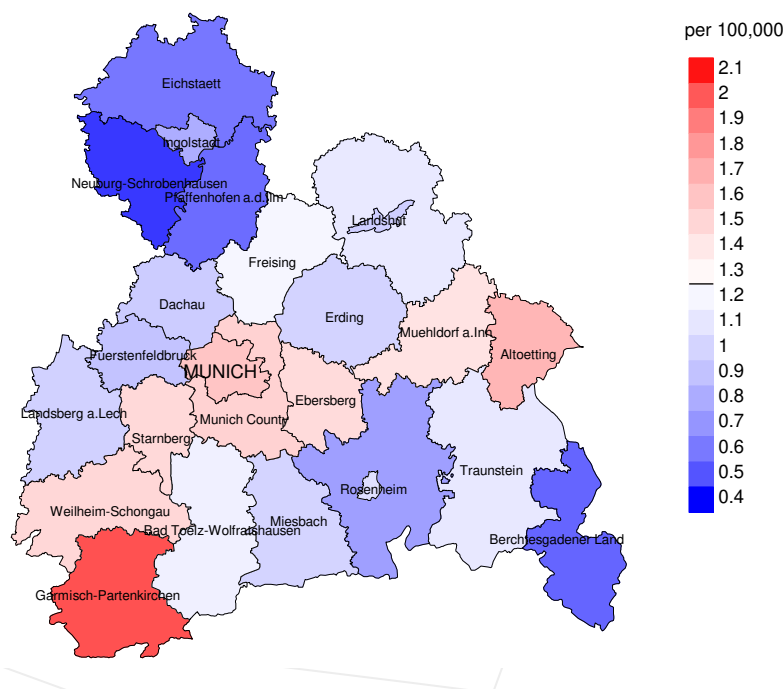 per 100,000
2.1
2
1.9
1.8
1.7
1.6
1.5
1.4
1.3
1.2
1.1
1
0.9
0.8
0.7
0.6
0.5
0.4
Eichstaett
Ingolstadt
Neuburg-Schrobenhausen
Pfaffenhofen a.d.Ilm
Landshut
Freising
Dachau
Erding
Muehldorf a.Inn
Altoetting
Fuerstenfeldbruck
MUNICH
Ebersberg
Landsberg a.Lech
Munich County
Starnberg
Traunstein
Rosenheim
Weilheim-Schongau
Miesbach
Bad Toelz-Wolfratshausen
Berchtesgadener Land
Garmisch-Partenkirchen